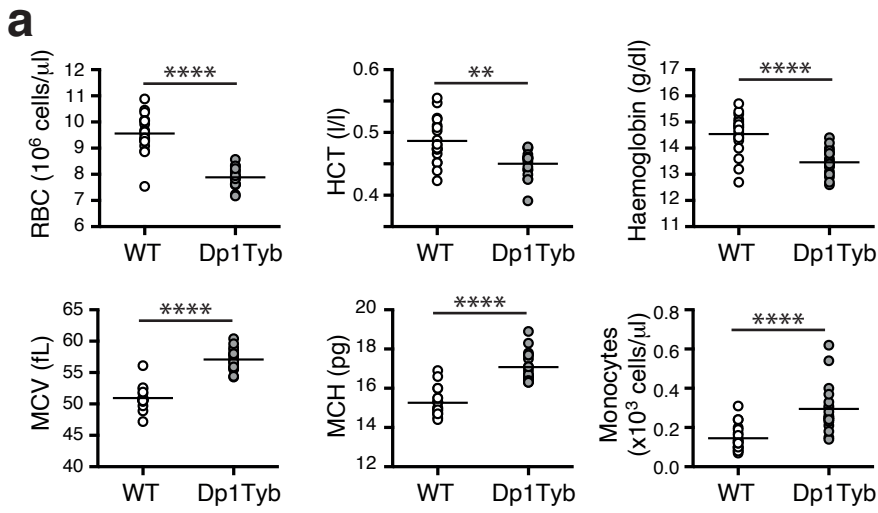 a
RBC (10⁶ cells/µl)
12
11
10
9
8
7
6
****
WT
Dp1Tyb
HCT (l/l)
0.6
0.5
0.4
**
WT
Dp1Tyb
Haemoglobin (g/dl)
17
16
15
14
13
12
11
****
WT
Dp1Tyb
MCV (fL)
65
60
55
50
45
40
****
WT
Dp1Tyb
MCH (pg)
20
18
16
14
12
****
WT
Dp1Tyb
Monocytes
(x10³ cells/µl)
0.8
0.6
0.4
0.2
0.0
****
WT
Dp1Tyb